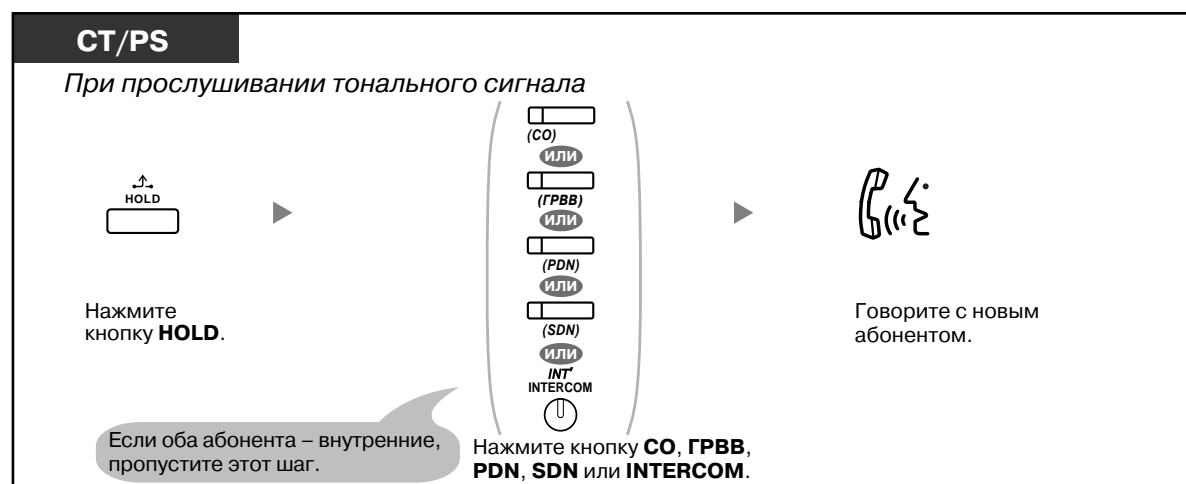 СТ/PS
При прослушивании тонального сигнала
HOLD
(CO)
или
(ГРВВ)
или
(PDN)
или
(SDN)
или
INT'
INTERCOM
Нажмите
кнопку HOLD.
Если оба абонента – внутренние,
пропустите этот шаг.
Нажмите кнопку CO, ГРВВ,
PDN, SDN или INTERCOM.
Говорите с новым
абонентом.